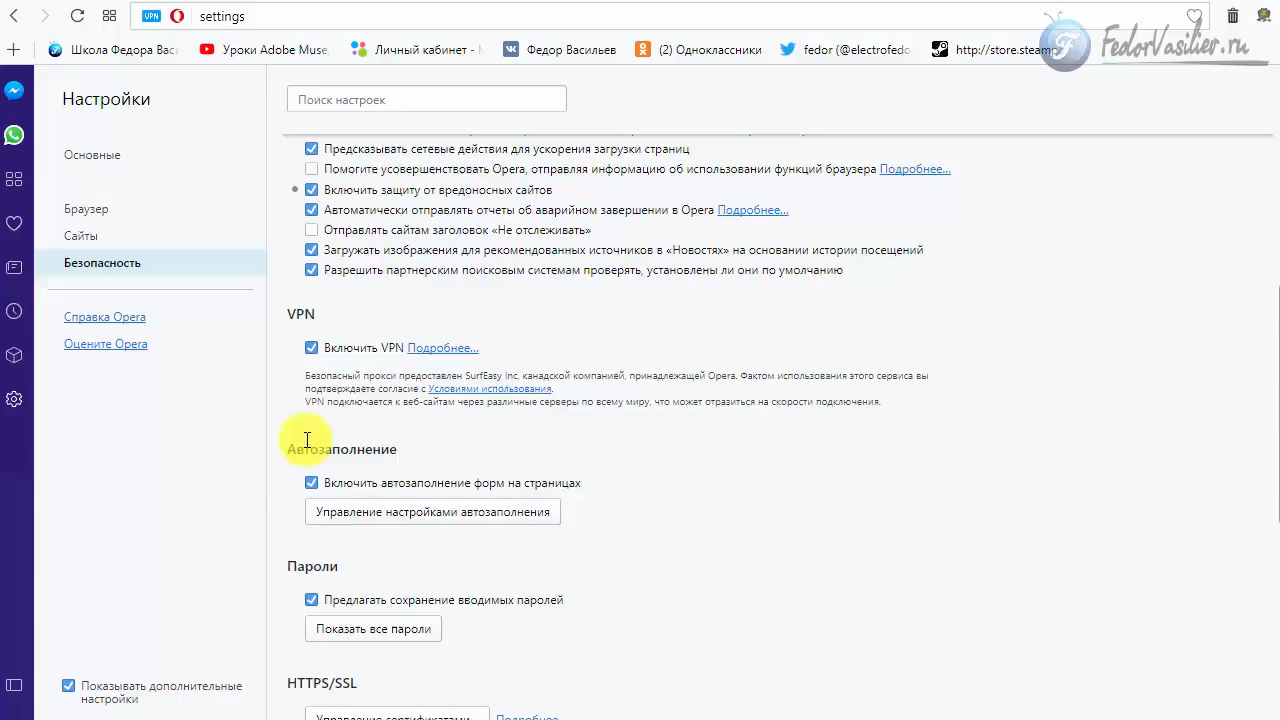 VPN settings
Школа Федора Вас Уроки Adobe Muse Личный кабинет - Федор Васильев (2) Одноклассники fedor (@electrofedo http://store.steamp
FedorVasilier.ru
Настройки
Поиск настроек
Основные
Браузер
Сайты
Безопасность
Справка Opera
Оцените Opera
Показывать дополнительные
настройки
Предсказывать сетевые действия для ускорения загрузки страниц
Помогите усовершенствовать Opera, отправляя информацию об использовании функций браузера Подробнее...
Включить защиту от вредоносных сайтов
Автоматически отправлять отчеты об аварийном завершении в Opera Подробнее...
Отправлять сайтам заголовок «Не отслеживать»
Загружать изображения для рекомендованных источников в «Новостях» на основании истории посещений
Разрешить партнерским поисковым системам проверять, установлены ли они по умолчанию
VPN
Включить VPN Подробнее...
Безопасный прокси предоставлен SurfEasy Inc, канадской компанией, принадлежащей Opera. Фактом использования этого сервиса вы
подтверждаете согласие с Условиями использования.
VPN подключается к веб-сайтам через различные серверы по всему миру, что может отразиться на скорости подключения.
Автозаполнение
Включить автозаполнение форм на страницах
Управление настройками автозаполнения
Пароли
Предлагать сохранение вводимых паролей
Показать все пароли
HTTPS/SSL
Управление сертификатами... Подробнее...